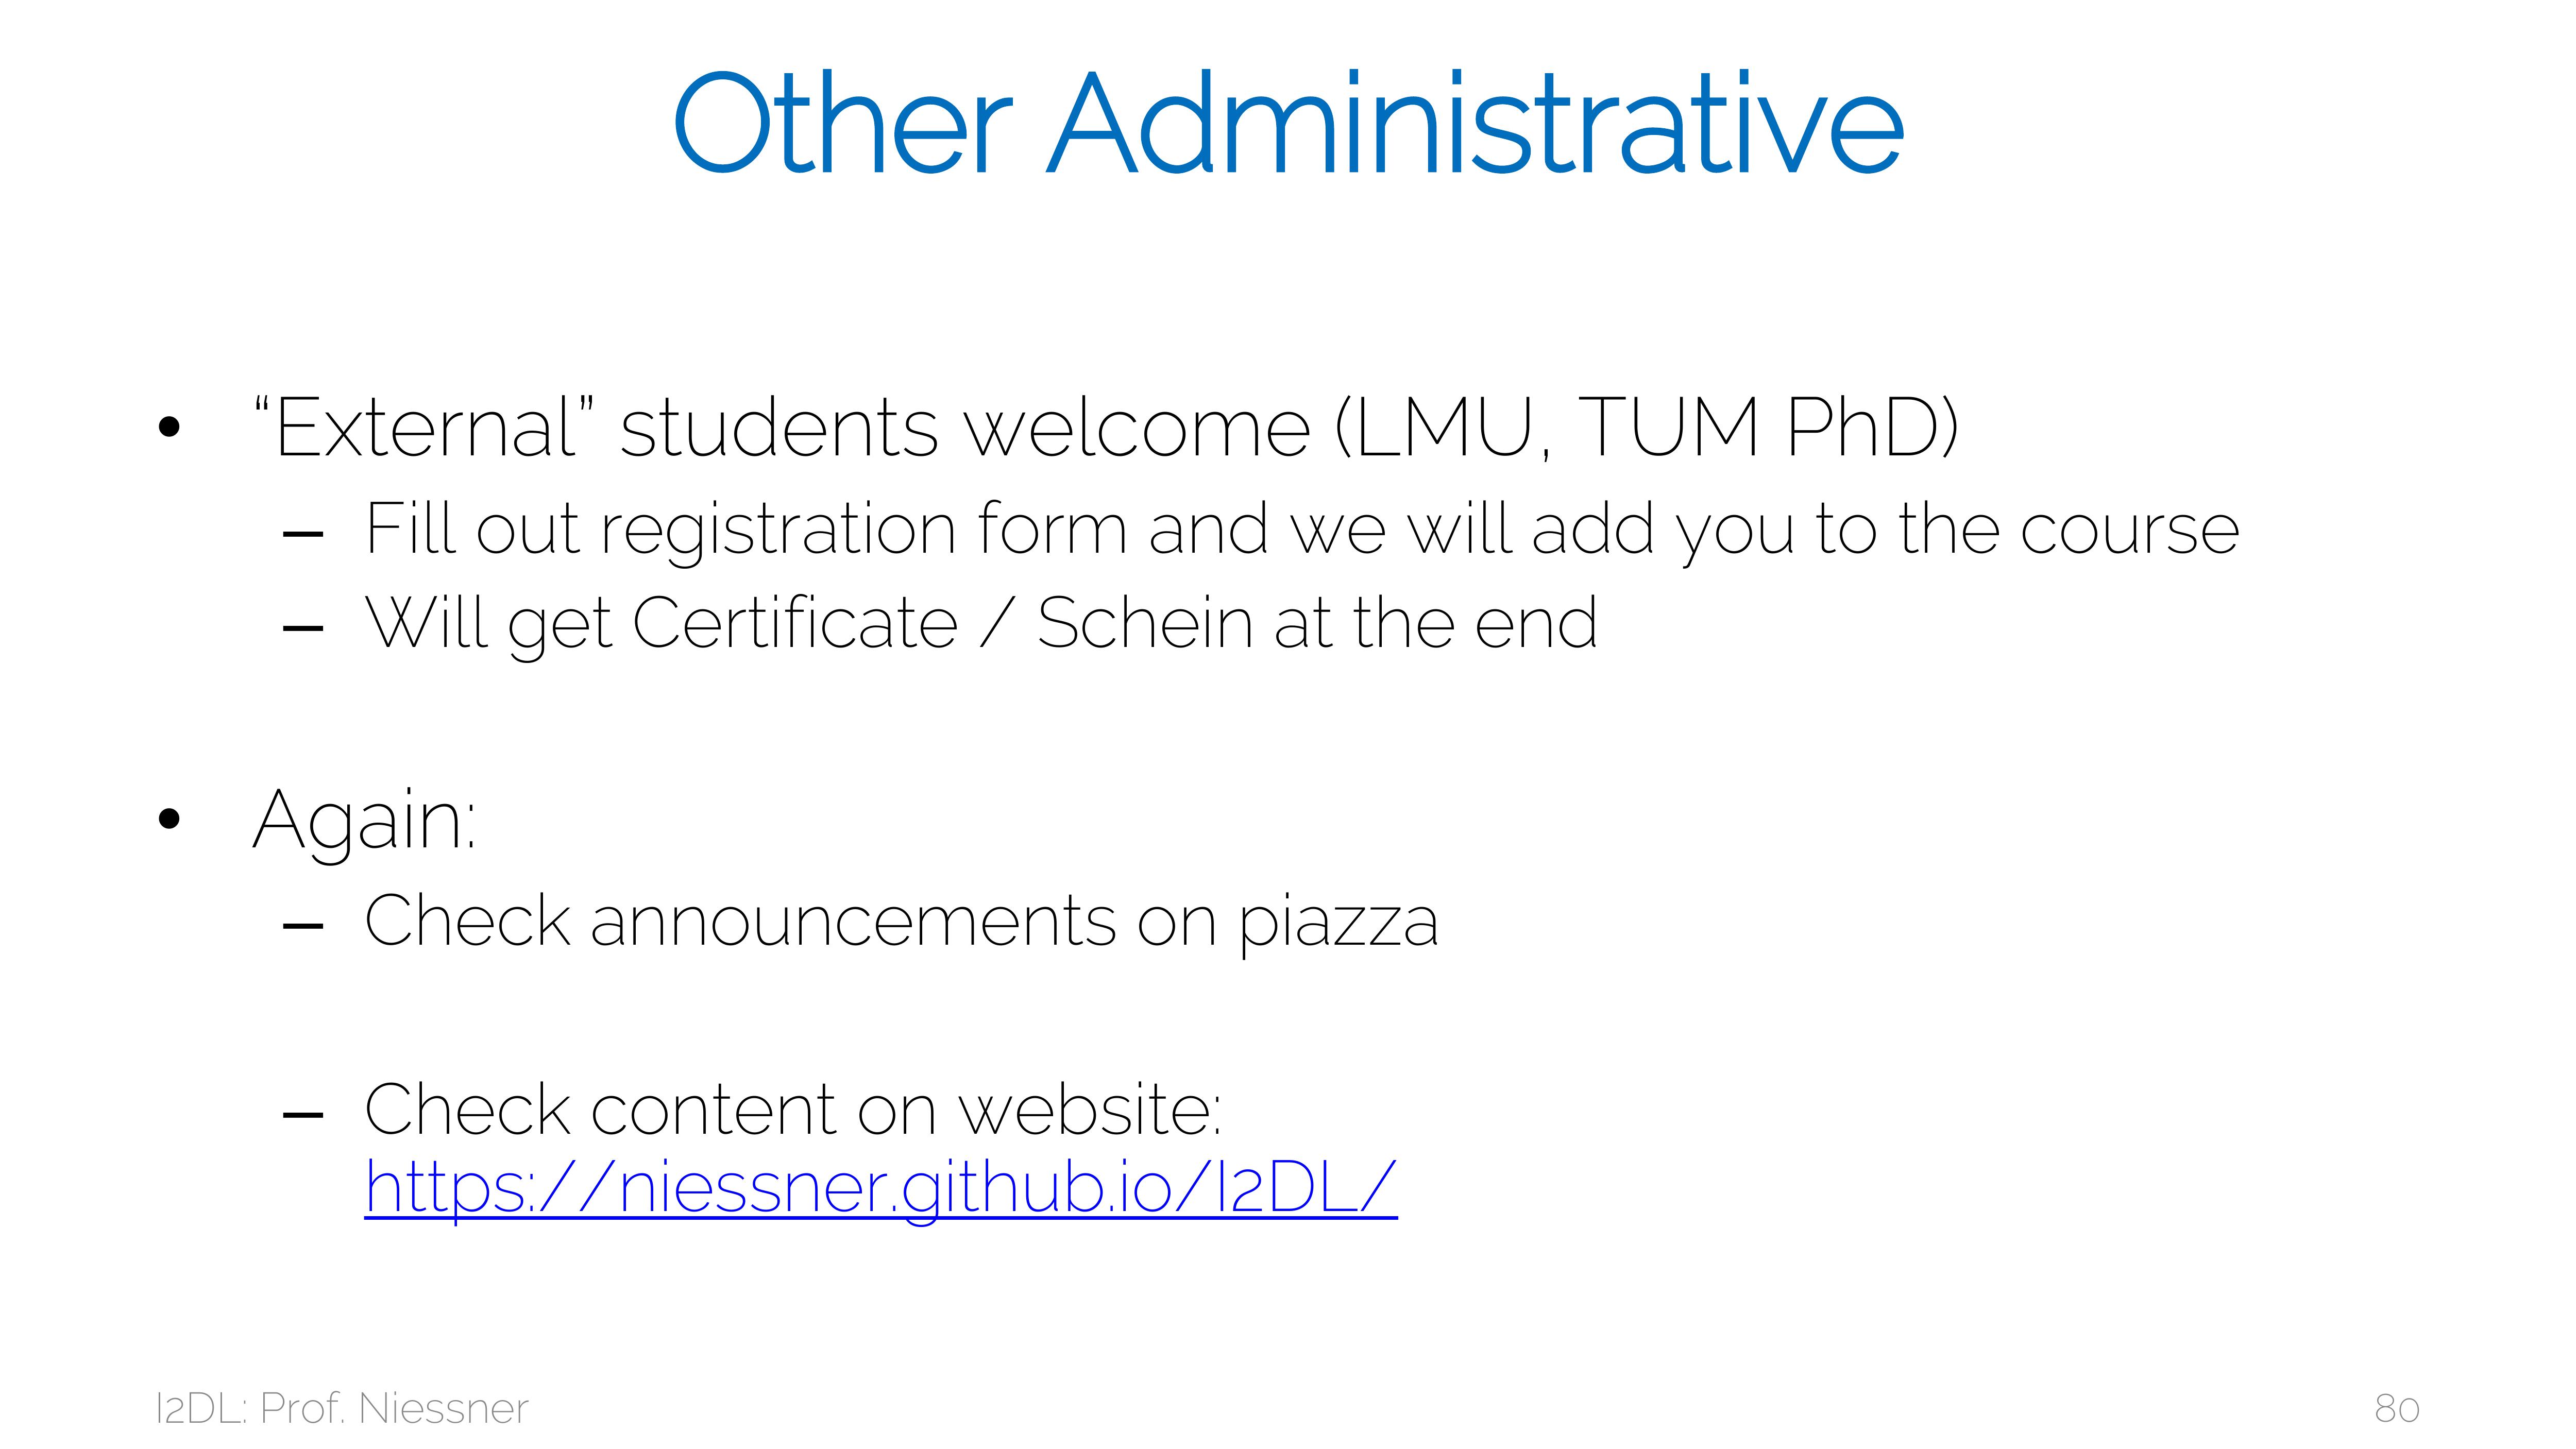 Other Administrative
• “External” students welcome (LMU, TUM PhD)
– Fill out registration form and we will add you to the course
– Will get Certificate / Schein at the end
• Again:
– Check announcements on piazza
– Check content on website:
https://niessner.github.io/I2DL/
I2DL: Prof. Niessner
80